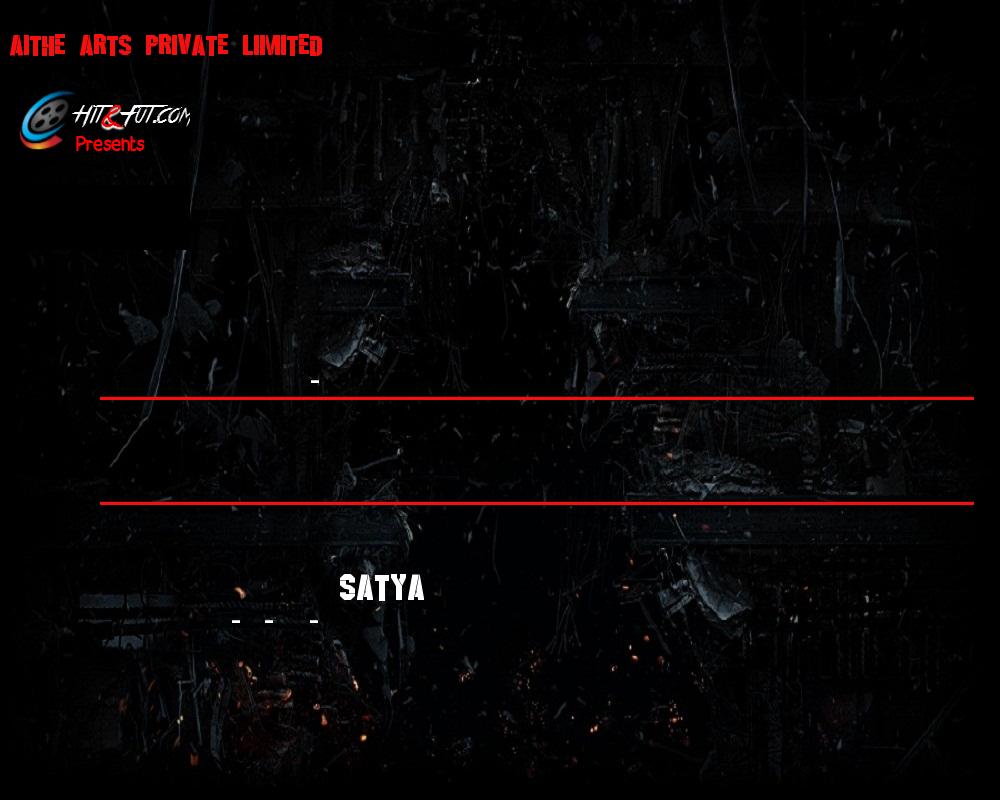 AITHE ARTS PRIVATE LIMITED
HIT&FUT.COM
Presents
-
SATYA
- - -